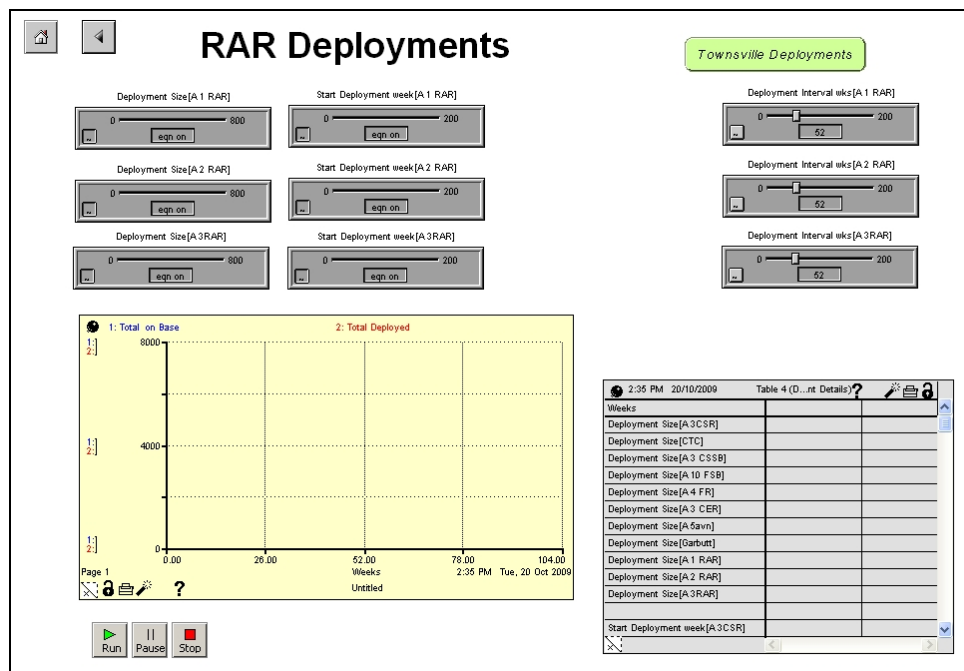 RAR Deployments
Townsville Deployments
Deployment Size[A 1 RAR]
0 800
eqn on
Start Deployment week[A 1 RAR]
0 200
eqn on
Deployment Interval wks[A 1 RAR]
0 200
52
Deployment Size[A 2 RAR]
0 800
eqn on
Start Deployment week[A 2 RAR]
0 200
eqn on
Deployment Interval wks[A 2 RAR]
0 200
52
Deployment Size[A 3RAR]
0 800
eqn on
Start Deployment week[A 3RAR]
0 200
eqn on
Deployment Interval wks[A 3RAR]
0 200
52
1: Total on Base 2: Total Deployed
1:
2:
8000
1:
2:
4000
1:
2:
0
0.00 26.00 52.00 78.00 104.00
Page 1 Weeks 2:35 PM Tue, 20 Oct 2009
? Untitled
2:35 PM 20/10/2009 Table 4 (D...nt Details) ?
Weeks
Deployment Size[A 3CSR]
Deployment Size[CTC]
Deployment Size[A 3 CSSB]
Deployment Size[A 10 FSB]
Deployment Size[A 4 FR]
Deployment Size[A 3 CER]
Deployment Size[A 5avn]
Deployment Size[Garbutt]
Deployment Size[A 1 RAR]
Deployment Size[A 2 RAR]
Deployment Size[A 3RAR]
Start Deployment week[A 3CSR]
Run Pause Stop